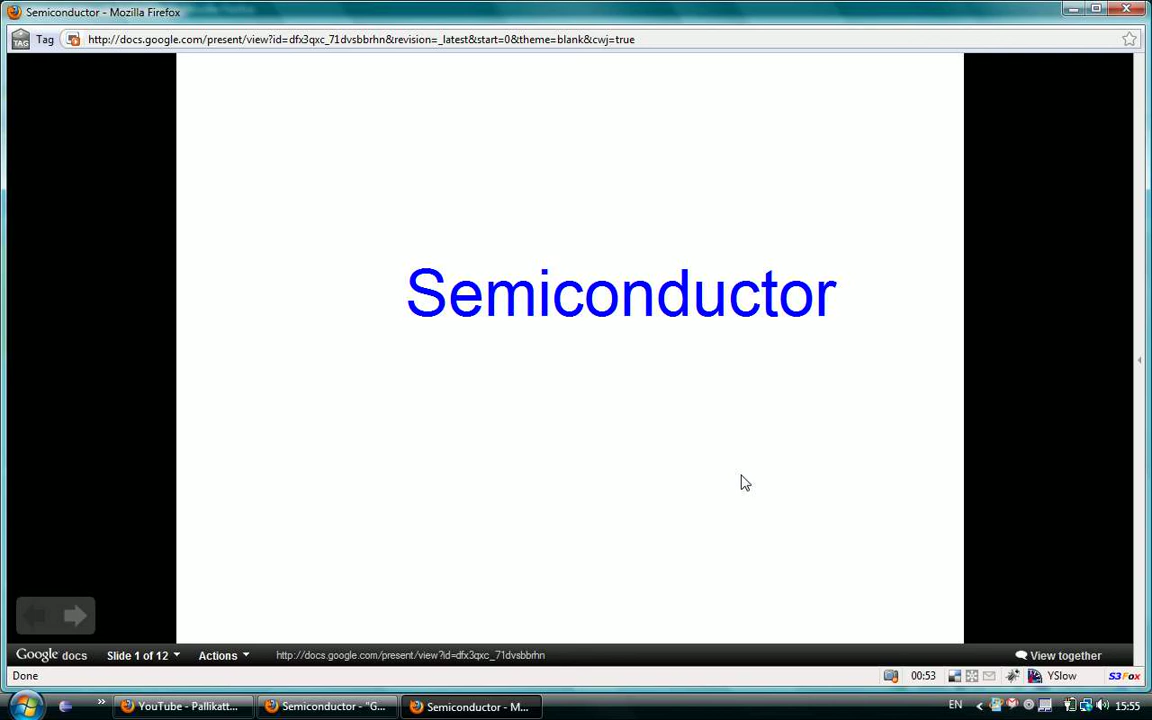 Semiconductor - Mozilla Firefox
TAG Tag http://docs.google.com/present/view?id=dfx3qxc_71dvsbbrhn&revision=_latest&start=0&theme=blank&cwj=true
Semiconductor
Google docs Slide 1 of 12 Actions http://docs.google.com/present/view?id=dfx3qxc_71dvsbbrhn View together
Done 00:53 YSlow S3Fox
» YouTube - Pallikatt... Semiconductor - "G... Semiconductor - M... EN < 15:55